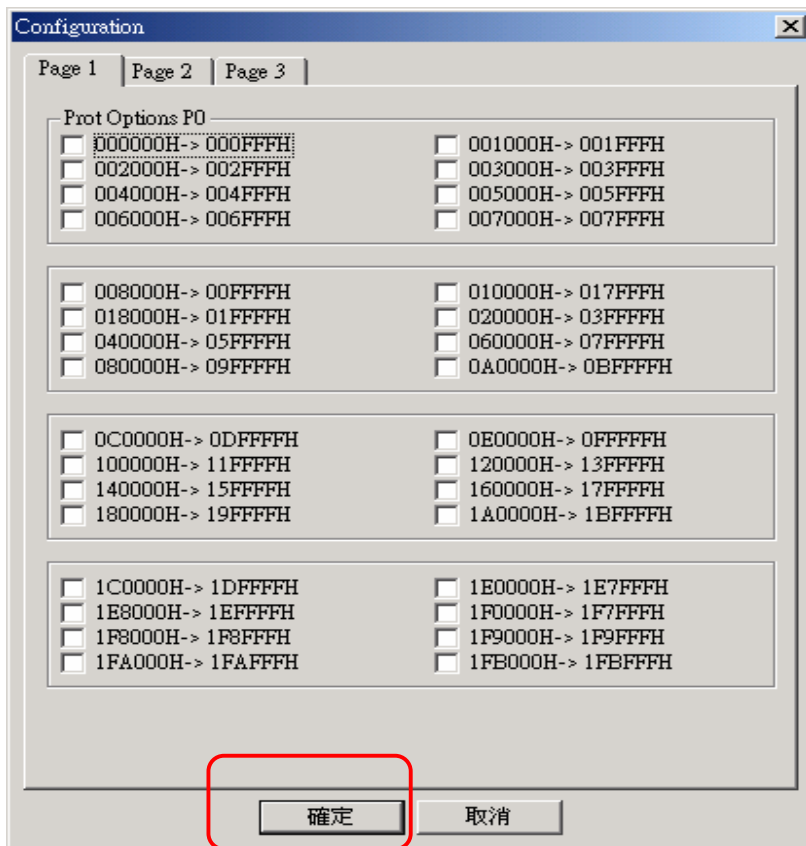 Configuration
Page 1 Page 2 Page 3
Prot Options P0
000000H-> 000FFFH 001000H-> 001FFFH
002000H-> 002FFFH 003000H-> 003FFFH
004000H-> 004FFFH 005000H-> 005FFFH
006000H-> 006FFFH 007000H-> 007FFFH
008000H-> 00FFFFH 010000H-> 017FFFH
018000H-> 01FFFFH 020000H-> 03FFFFH
040000H-> 05FFFFH 060000H-> 07FFFFH
080000H-> 09FFFFH 0A0000H-> 0BFFFFH
0C0000H-> 0DFFFFH 0E0000H-> 0FFFFFH
100000H-> 11FFFFH 120000H-> 13FFFFH
140000H-> 15FFFFH 160000H-> 17FFFFH
180000H-> 19FFFFH 1A0000H-> 1BFFFFH
1C0000H-> 1DFFFFH 1E0000H-> 1E7FFFH
1E8000H-> 1EFFFFH 1F0000H-> 1F7FFFH
1F8000H-> 1F8FFFH 1F9000H-> 1F9FFFH
1FA000H-> 1FAFFFH 1FB000H-> 1FBFFFH
確定 取消